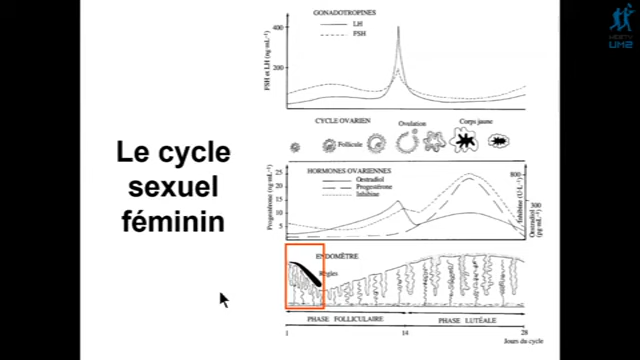 Le cycle
sexuel
féminin
GONADOTROPINES
LH
FSH
FSH et LH (ng·mL⁻¹)
400
200
CYCLE OVARIEN
Ovulation
Corps jaune
Follicule
HORMONES OVARIENNES
Oestradiol
Progestérone
Inhibine
Progestérone (ng·mL⁻¹)
25
20
15
10
5
800
Inhibine (U·L⁻¹)
300
Oestradiol
(pg·mL⁻¹)
ENDOMÈTRE
Règles
PHASE FOLLICULAIRE
PHASE LUTÉALE
1
14
28
Jours du cycle
UM2